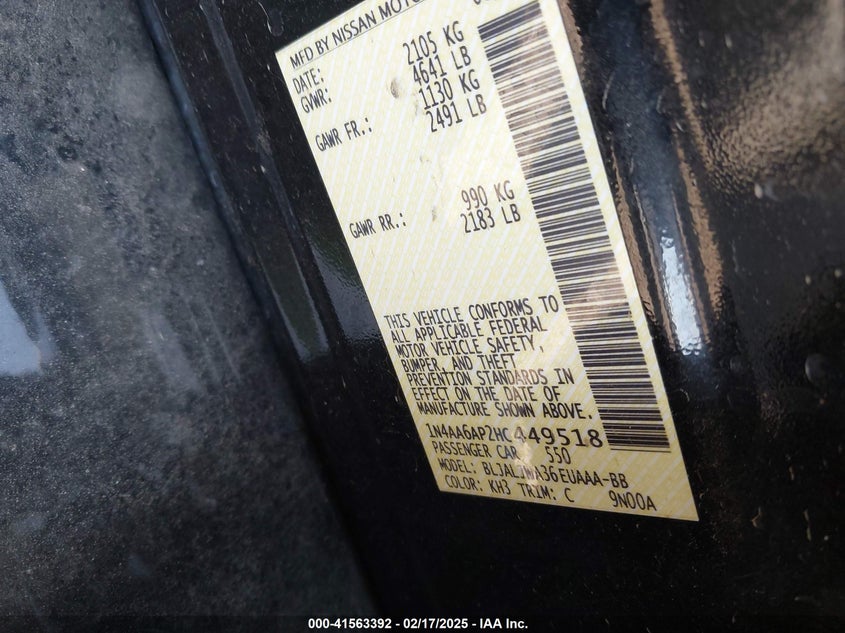 MFD BY NISSAN MOTOR
DATE: 2105 KG
GVWR: 4641 LB
1130 KG
GAWR FR.: 2491 LB
990 KG
GAWR RR.: 2183 LB
THIS VEHICLE CONFORMS TO
ALL APPLICABLE FEDERAL
MOTOR VEHICLE SAFETY,
BUMPER, AND THEFT
PREVENTION STANDARDS IN
EFFECT ON THE DATE OF
MANUFACTURE SHOWN ABOVE.
1N4AA6AP2HC449518
PASSENGER CAR 550
MODEL: BLJALJWA36EUAAA-BB
COLOR: KH3 TRIM: C 9N00A
000-41563392 - 02/17/2025 - IAA Inc.